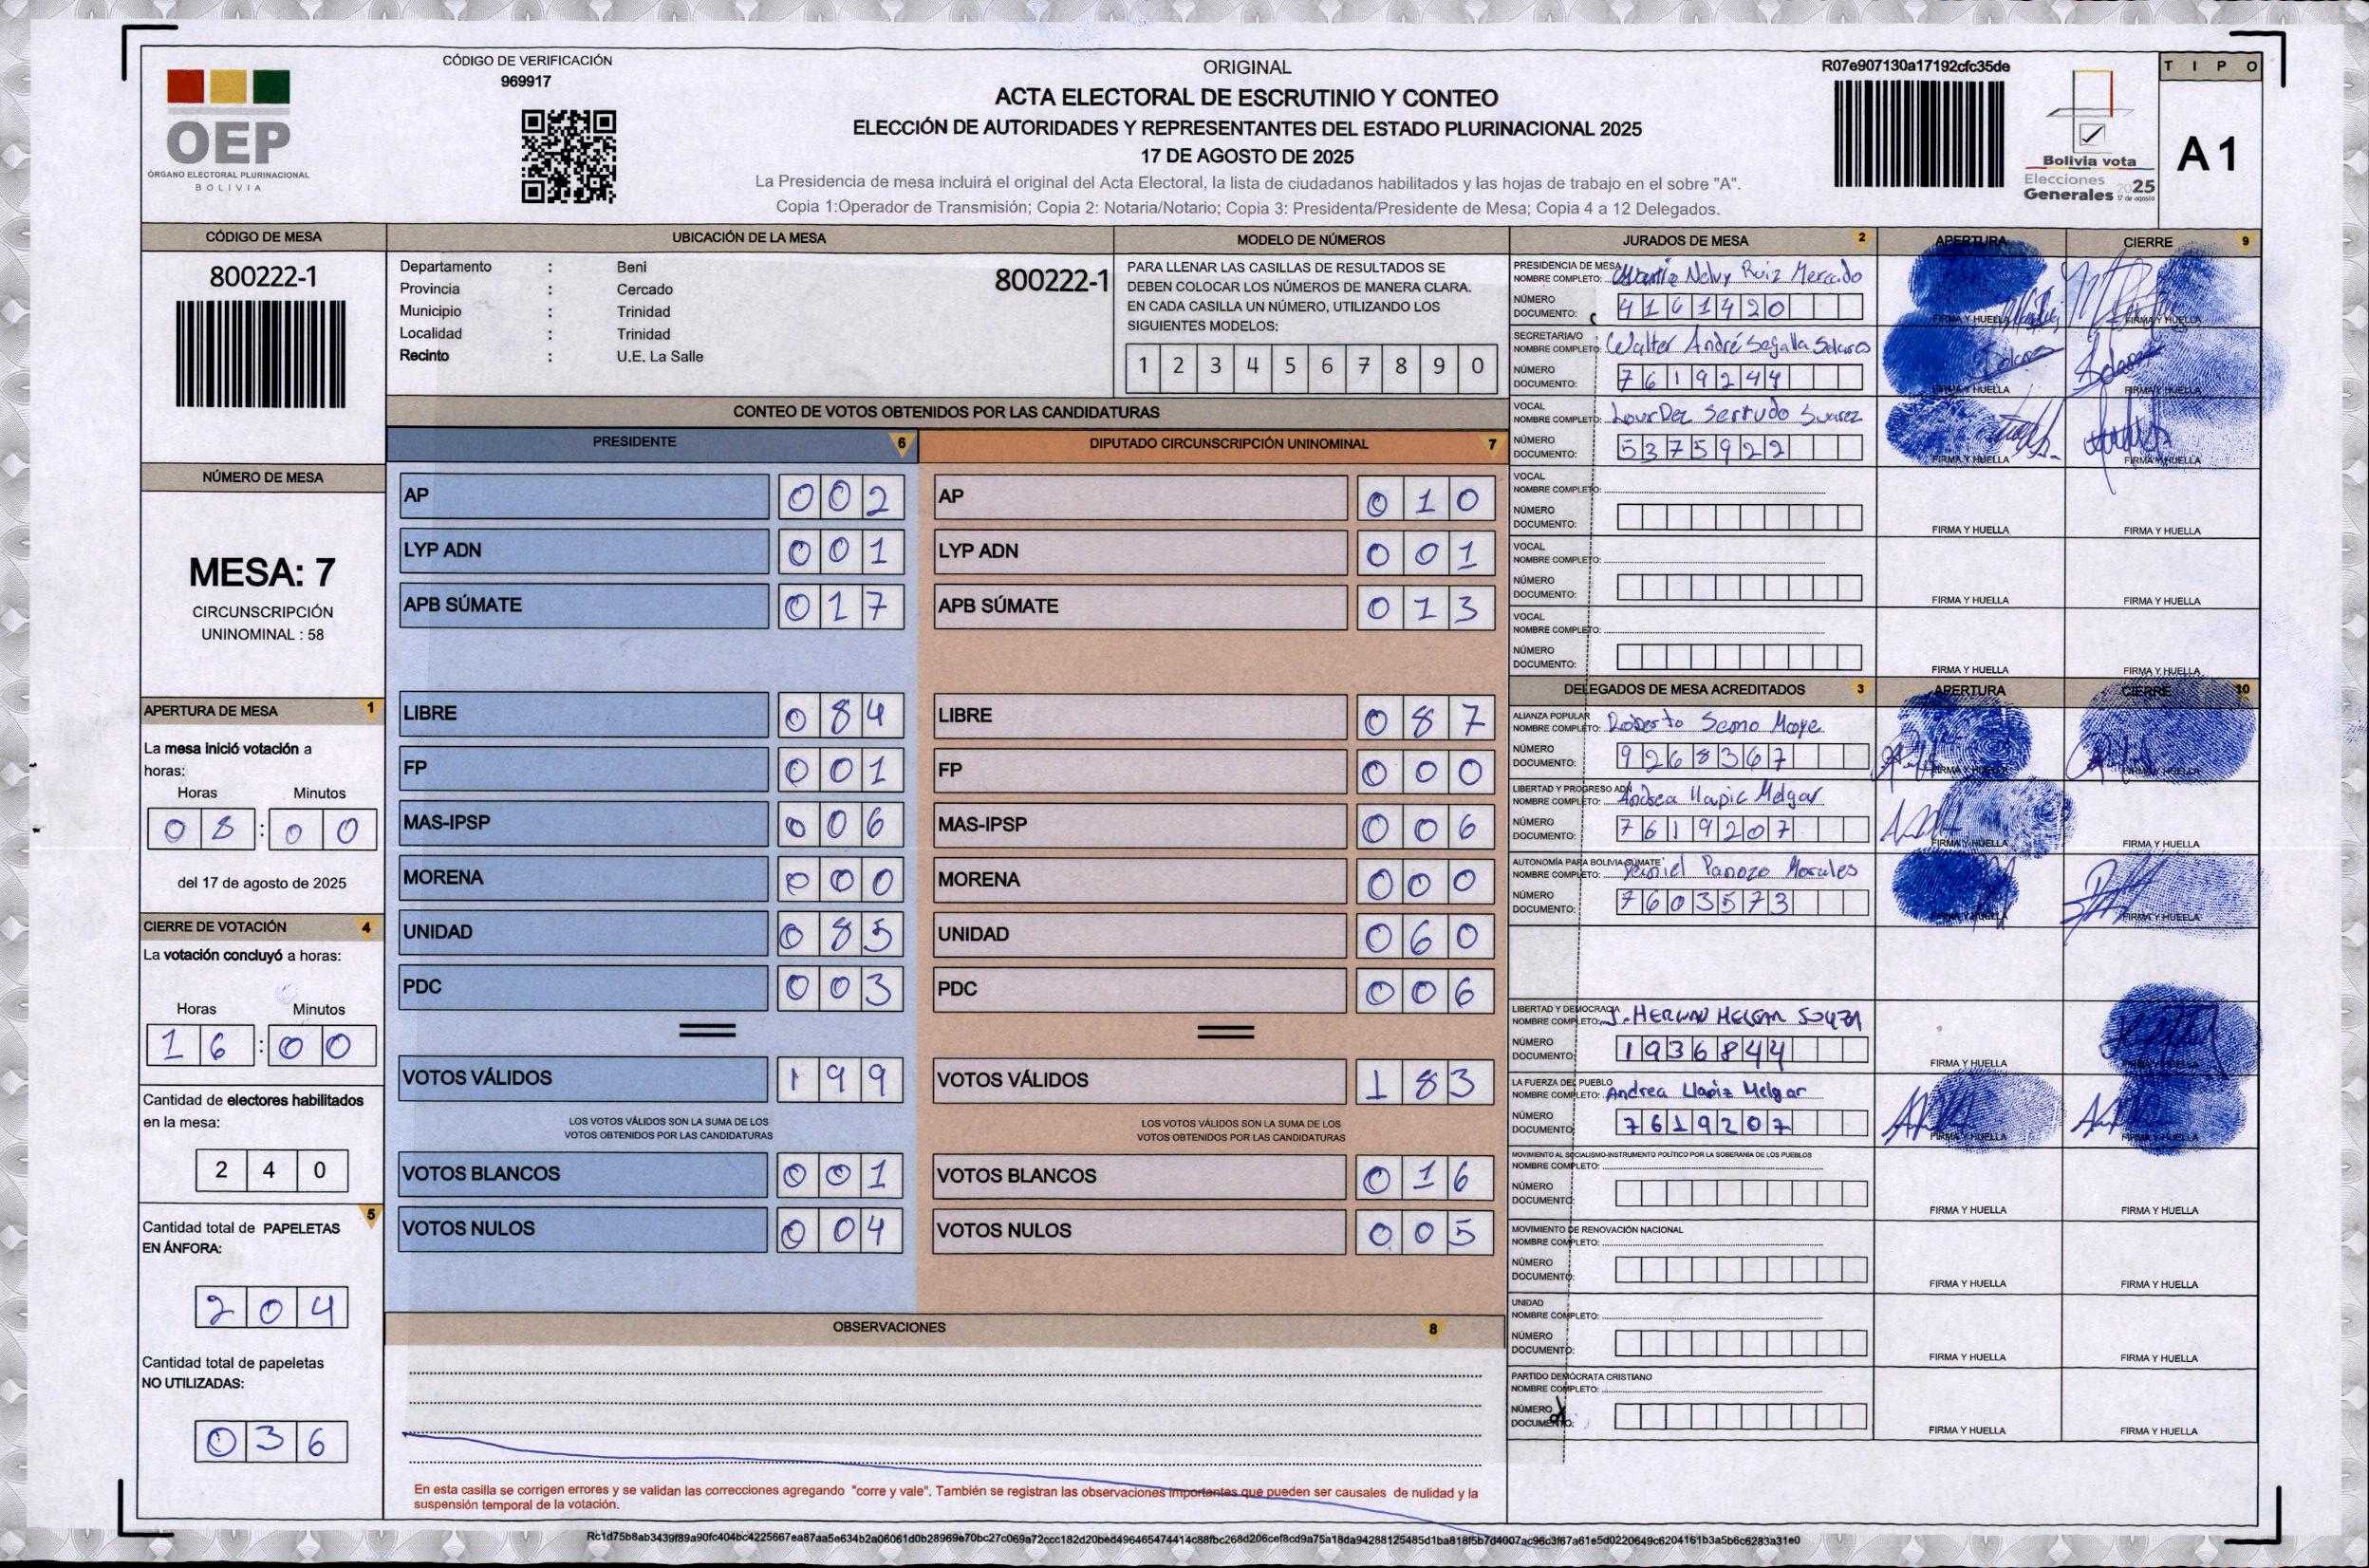 CÓDIGO DE VERIFICACIÓN
969917
OEP
ÓRGANO ELECTORAL PLURINACIONAL
BOLIVIA
ORIGINAL
ACTA ELECTORAL DE ESCRUTINIO Y CONTEO
ELECCIÓN DE AUTORIDADES Y REPRESENTANTES DEL ESTADO PLURINACIONAL 2025
17 DE AGOSTO DE 2025
La Presidencia de mesa incluirá el original del Acta Electoral, la lista de ciudadanos habilitados y las hojas de trabajo en el sobre "A".
Copia 1:Operador de Transmisión; Copia 2: Notaria/Notario; Copia 3: Presidenta/Presidente de Mesa; Copia 4 a 12 Delegados.
R07e907130a17192cfc35de
Bolivia vota
Elecciones
Generales 2025
17 de agosto
TIPO
A1
CÓDIGO DE MESA
800222-1
NÚMERO DE MESA
MESA: 7
CIRCUNSCRIPCIÓN
UNINOMINAL : 58
APERTURA DE MESA 1
La mesa inició votación a
horas:
Horas Minutos
08:00
del 17 de agosto de 2025
CIERRE DE VOTACIÓN 4
La votación concluyó a horas:
Horas Minutos
16:00
Cantidad de electores habilitados
en la mesa:
240
5
Cantidad total de PAPELETAS
EN ÁNFORA:
204
Cantidad total de papeletas
NO UTILIZADAS:
036
UBICACIÓN DE LA MESA
Departamento : Beni
800222-1
Provincia : Cercado
Municipio : Trinidad
Localidad : Trinidad
Recinto : U.E. La Salle
MODELO DE NÚMEROS
PARA LLENAR LAS CASILLAS DE RESULTADOS SE
DEBEN COLOCAR LOS NÚMEROS DE MANERA CLARA.
EN CADA CASILLA UN NÚMERO, UTILIZANDO LOS
SIGUIENTES MODELOS:
1 2 3 4 5 6 7 8 9 0
CONTEO DE VOTOS OBTENIDOS POR LAS CANDIDATURAS
PRESIDENTE 6
AP 002
LYP ADN 001
APB SÚMATE 017
LIBRE 084
FP 001
MAS-IPSP 006
MORENA 000
UNIDAD 085
PDC 003
VOTOS VÁLIDOS 199
LOS VOTOS VÁLIDOS SON LA SUMA DE LOS
VOTOS OBTENIDOS POR LAS CANDIDATURAS
VOTOS BLANCOS 001
VOTOS NULOS 004
DIPUTADO CIRCUNSCRIPCIÓN UNINOMINAL 7
AP 010
LYP ADN 001
APB SÚMATE 013
LIBRE 087
FP 000
MAS-IPSP 006
MORENA 000
UNIDAD 060
PDC 006
VOTOS VÁLIDOS 183
LOS VOTOS VÁLIDOS SON LA SUMA DE LOS
VOTOS OBTENIDOS POR LAS CANDIDATURAS
VOTOS BLANCOS 016
VOTOS NULOS 005
OBSERVACIONES 8
En esta casilla se corrigen errores y se validan las correcciones agregando "corre y vale". También se registran las observaciones importantes que pueden ser causales de nulidad y la
suspensión temporal de la votación.
JURADOS DE MESA 2 APERTURA CIERRE 9
PRESIDENCIA DE MESA
NOMBRE COMPLETO: Nelvy Ruiz Mercado
NÚMERO
DOCUMENTO: 4161420
FIRMA Y HUELLA FIRMA Y HUELLA
SECRETARIA/O
NOMBRE COMPLETO: Walter André Segalla Solares
NÚMERO
DOCUMENTO: 7619244
FIRMA Y HUELLA FIRMA Y HUELLA
VOCAL
NOMBRE COMPLETO: Lourdez Serrudo Suarez
NÚMERO
DOCUMENTO: 5375922
FIRMA Y HUELLA FIRMA Y HUELLA
VOCAL
NOMBRE COMPLETO:
NÚMERO
DOCUMENTO:
FIRMA Y HUELLA FIRMA Y HUELLA
VOCAL
NOMBRE COMPLETO:
NÚMERO
DOCUMENTO:
FIRMA Y HUELLA FIRMA Y HUELLA
VOCAL
NOMBRE COMPLETO:
NÚMERO
DOCUMENTO:
FIRMA Y HUELLA FIRMA Y HUELLA
DELEGADOS DE MESA ACREDITADOS 3 APERTURA CIERRE 10
ALIANZA POPULAR
NOMBRE COMPLETO: Roberto Semo Moye
NÚMERO
DOCUMENTO: 9268367
FIRMA Y HUELLA FIRMA Y HUELLA
LIBERTAD Y PROGRESO ADN
NOMBRE COMPLETO: Andrea Llapiz Melgar
NÚMERO
DOCUMENTO: 7619207
FIRMA Y HUELLA FIRMA Y HUELLA
AUTONOMÍA PARA BOLIVIA-SÚMATE
NOMBRE COMPLETO: Panozo Morales
NÚMERO
DOCUMENTO: 7603573
FIRMA Y HUELLA FIRMA Y HUELLA
LIBERTAD Y DEMOCRACIA
NOMBRE COMPLETO: J. HERNAN MELGAR SOUZA
NÚMERO
DOCUMENTO: 1936844
FIRMA Y HUELLA
LA FUERZA DEL PUEBLO
NOMBRE COMPLETO: Andrea Llapiz Melgar
NÚMERO
DOCUMENTO: 7619207
FIRMA Y HUELLA FIRMA Y HUELLA
MOVIMIENTO AL SOCIALISMO-INSTRUMENTO POLÍTICO POR LA SOBERANÍA DE LOS PUEBLOS
NOMBRE COMPLETO:
NÚMERO
DOCUMENTO:
FIRMA Y HUELLA FIRMA Y HUELLA
MOVIMIENTO DE RENOVACIÓN NACIONAL
NOMBRE COMPLETO:
NÚMERO
DOCUMENTO:
FIRMA Y HUELLA FIRMA Y HUELLA
UNIDAD
NOMBRE COMPLETO:
NÚMERO
DOCUMENTO:
FIRMA Y HUELLA FIRMA Y HUELLA
PARTIDO DEMÓCRATA CRISTIANO
NOMBRE COMPLETO:
NÚMERO
DOCUMENTO:
FIRMA Y HUELLA FIRMA Y HUELLA